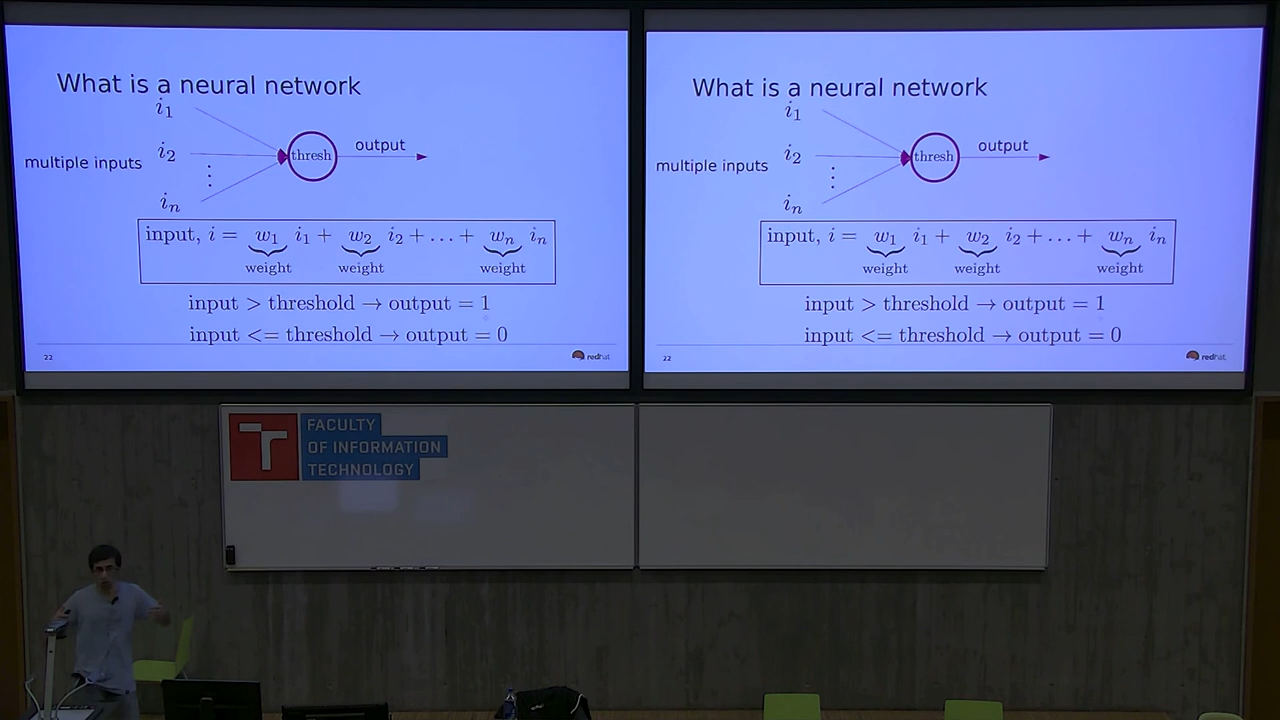 What is a neural network
i1
i2
⋮
in
multiple inputs
thresh
output
input, i = w1 i1 + w2 i2 + ... + wn in
weight weight weight
input > threshold → output = 1
input <= threshold → output = 0
22
redhat
What is a neural network
i1
i2
⋮
in
multiple inputs
thresh
output
input, i = w1 i1 + w2 i2 + ... + wn in
weight weight weight
input > threshold → output = 1
input <= threshold → output = 0
22
redhat
FACULTY
OF INFORMATION
TECHNOLOGY